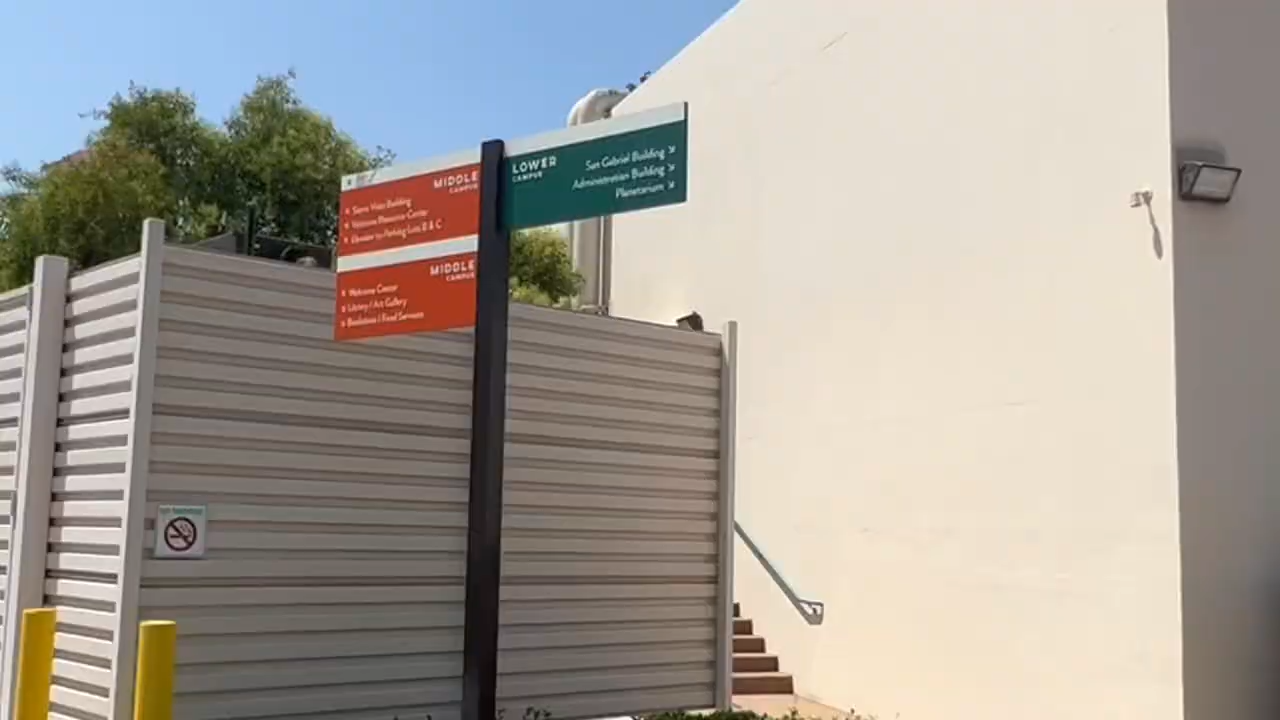 MIDDLE
CAMPUS
Sierra Vista Building
Veterans Resource Center
Elevator to Parking Lots B & C
MIDDLE
CAMPUS
Welcome Center
Library / Art Gallery
Bookstore / Food Services
LOWER
CAMPUS
San Gabriel Building
Administration Building
Planetarium